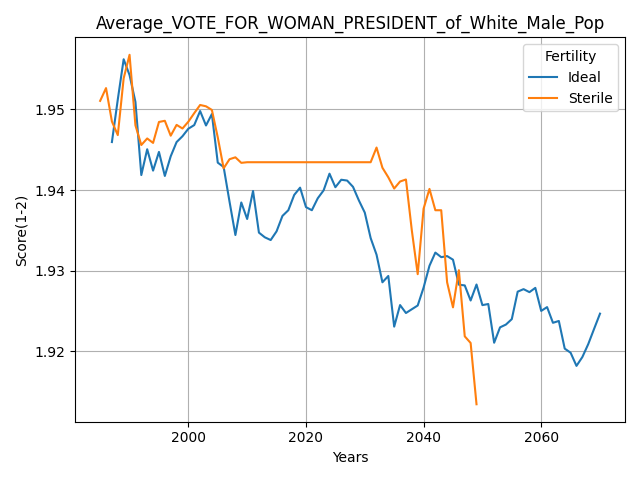 Average_VOTE_FOR_WOMAN_PRESIDENT_of_White_Male_Pop
Fertility
Ideal
Sterile
Score(1-2)
1.95
1.94
1.93
1.92
2000
2020
2040
2060
Years